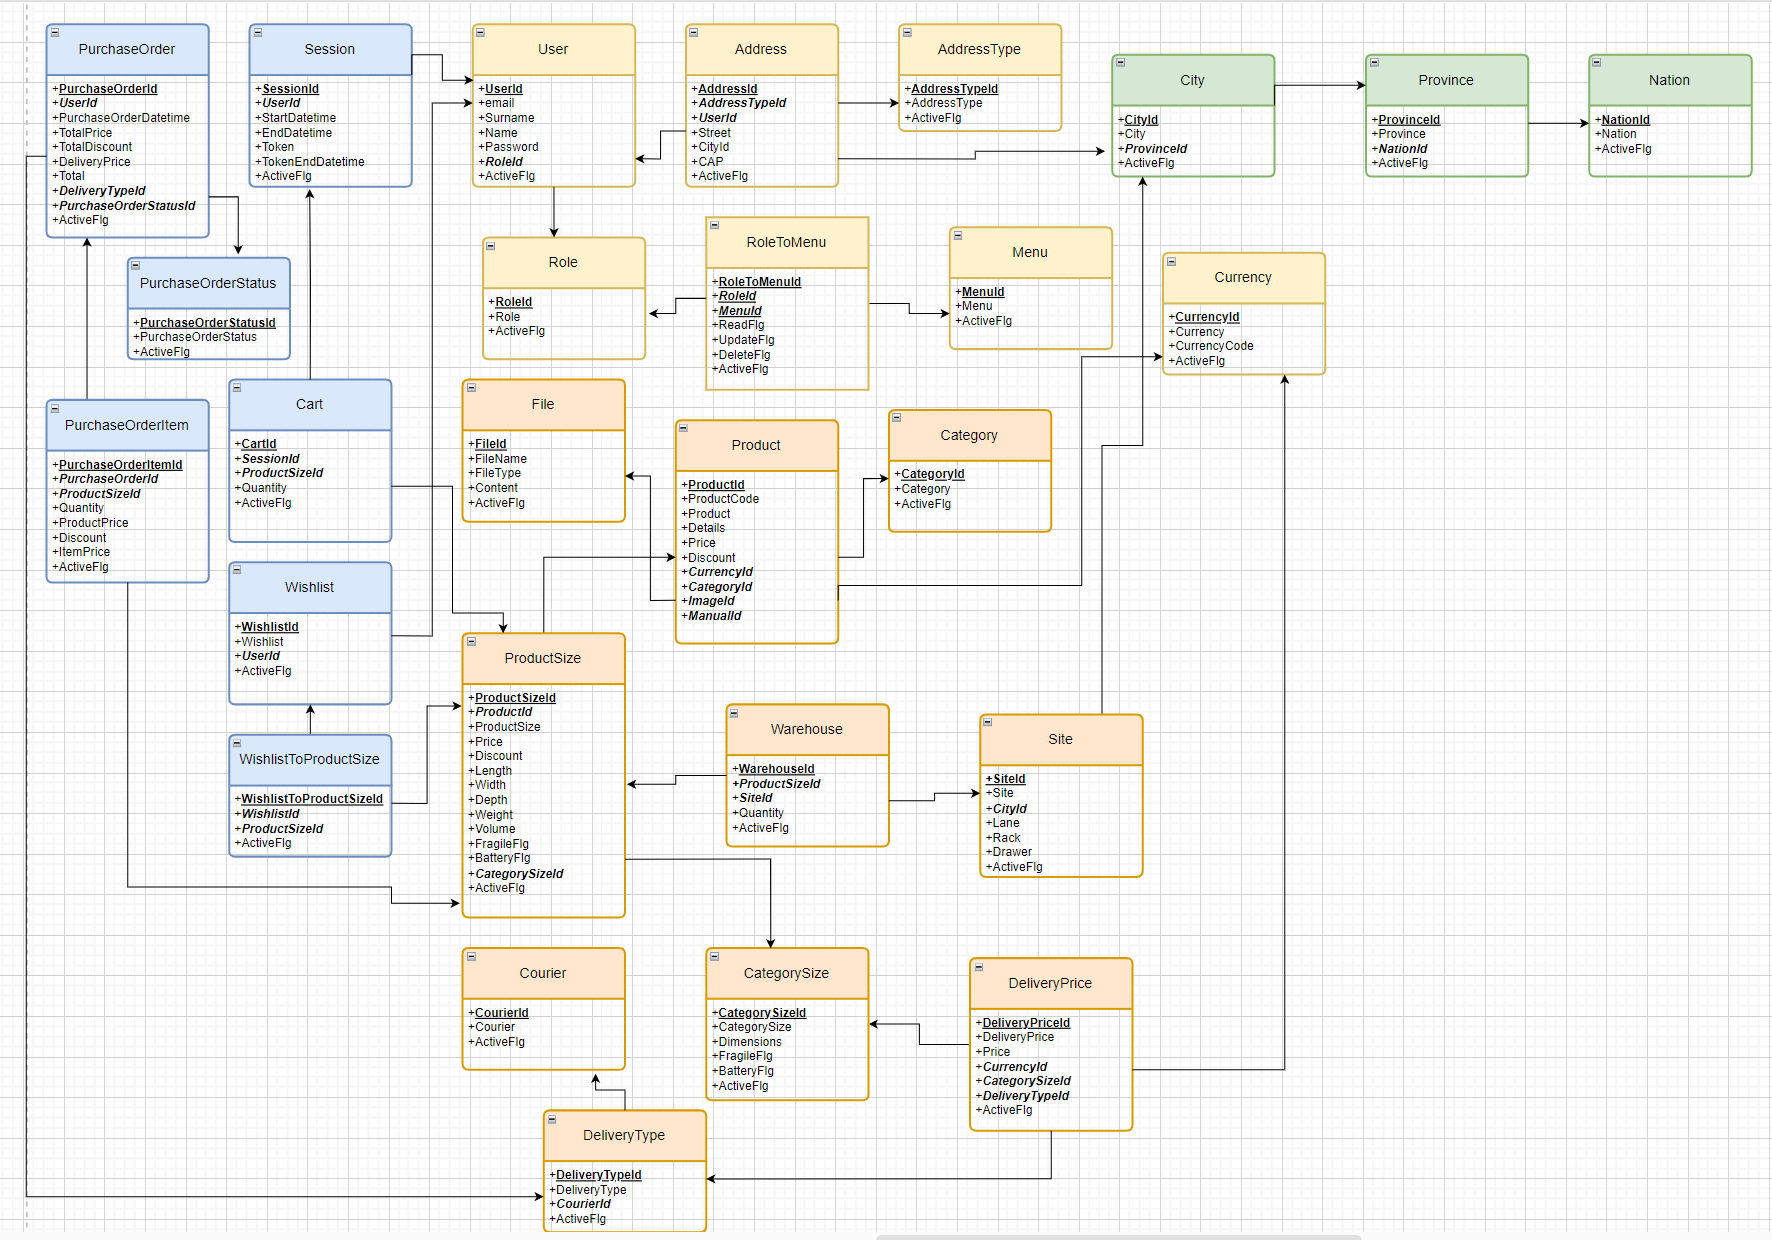 PurchaseOrder
+PurchaseOrderId
+UserId
+PurchaseOrderDatetime
+TotalPrice
+TotalDiscount
+DeliveryPrice
+Total
+DeliveryTypeId
+PurchaseOrderStatusId
+ActiveFlg
Session
+SessionId
+UserId
+StartDatetime
+EndDatetime
+Token
+TokenEndDatetime
+ActiveFlg
User
+UserId
+email
+Surname
+Name
+Password
+RoleId
+ActiveFlg
Address
+AddressId
+AddressTypeId
+UserId
+Street
+CityId
+CAP
+ActiveFlg
AddressType
+AddressTypeId
+AddressType
+ActiveFlg
City
+CityId
+City
+ProvinceId
+ActiveFlg
Province
+ProvinceId
+Province
+NationId
+ActiveFlg
Nation
+NationId
+Nation
+ActiveFlg
PurchaseOrderStatus
+PurchaseOrderStatusId
+PurchaseOrderStatus
+ActiveFlg
Role
+RoleId
+Role
+ActiveFlg
RoleToMenu
+RoleToMenuId
+RoleId
+MenuId
+ReadFlg
+UpdateFlg
+DeleteFlg
+ActiveFlg
Menu
+MenuId
+Menu
+ActiveFlg
Currency
+CurrencyId
+Currency
+CurrencyCode
+ActiveFlg
PurchaseOrderItem
+PurchaseOrderItemId
+PurchaseOrderId
+ProductSizeId
+Quantity
+ProductPrice
+Discount
+ItemPrice
+ActiveFlg
Cart
+CartId
+SessionId
+ProductSizeId
+Quantity
+ActiveFlg
File
+FileId
+FileName
+FileType
+Content
+ActiveFlg
Product
+ProductId
+ProductCode
+Product
+Details
+Price
+Discount
+CurrencyId
+CategoryId
+ImageId
+ManualId
Category
+CategoryId
+Category
+ActiveFlg
Wishlist
+WishlistId
+Wishlist
+UserId
+ActiveFlg
WishlistToProductSize
+WishlistToProductSizeId
+WishlistId
+ProductSizeId
+ActiveFlg
ProductSize
+ProductSizeId
+ProductId
+ProductSize
+Price
+Discount
+Length
+Width
+Depth
+Weight
+Volume
+FragileFlg
+BatteryFlg
+CategorySizeId
+ActiveFlg
Warehouse
+WarehouseId
+ProductSizeId
+SiteId
+Quantity
+ActiveFlg
Site
+SiteId
+Site
+CityId
+Lane
+Rack
+Drawer
+ActiveFlg
Courier
+CourierId
+Courier
+ActiveFlg
CategorySize
+CategorySizeId
+CategorySize
+Dimensions
+FragileFlg
+BatteryFlg
+ActiveFlg
DeliveryPrice
+DeliveryPriceId
+DeliveryPrice
+Price
+CurrencyId
+CategorySizeId
+DeliveryTypeId
+ActiveFlg
DeliveryType
+DeliveryTypeId
+DeliveryType
+CourierId
+ActiveFlg